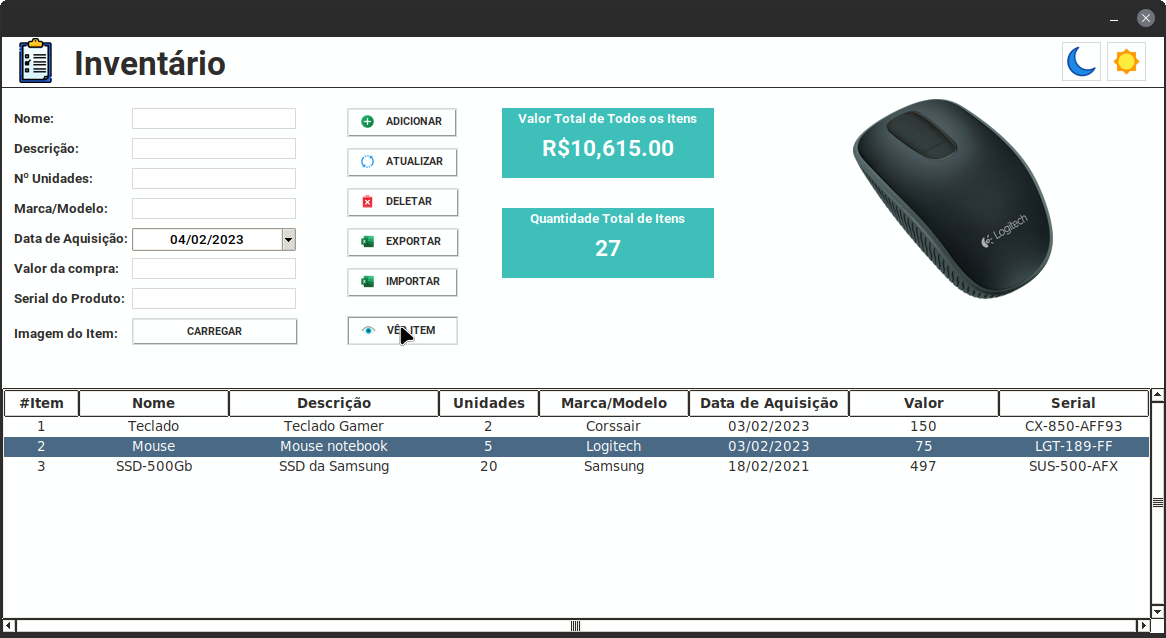 Inventário
Nome:
Descrição:
Nº Unidades:
Marca/Modelo:
Data de Aquisição: 04/02/2023
Valor da compra:
Serial do Produto:
Imagem do Item: CARREGAR
ADICIONAR
ATUALIZAR
DELETAR
EXPORTAR
IMPORTAR
VÊR ITEM
Valor Total de Todos os Itens
R$10,615.00
Quantidade Total de Itens
27
Logitech
#Item Nome Descrição Unidades Marca/Modelo Data de Aquisição Valor Serial
1 Teclado Teclado Gamer 2 Corssair 03/02/2023 150 CX-850-AFF93
2 Mouse Mouse notebook 5 Logitech 03/02/2023 75 LGT-189-FF
3 SSD-500Gb SSD da Samsung 20 Samsung 18/02/2021 497 SUS-500-AFX